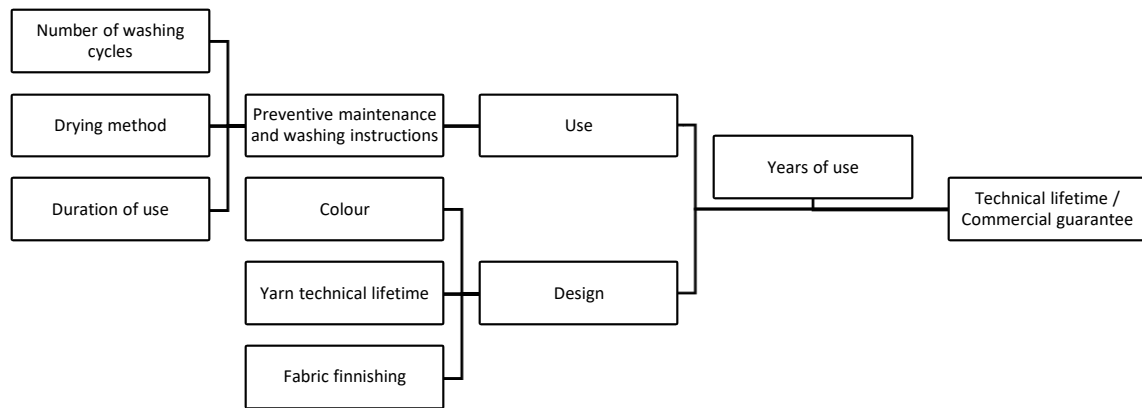 Number of washing
cycles
Drying method
Duration of use
Preventive maintenance
and washing instructions
Colour
Yarn technical lifetime
Fabric finnishing
Use
Design
Years of use
Technical lifetime /
Commercial guarantee